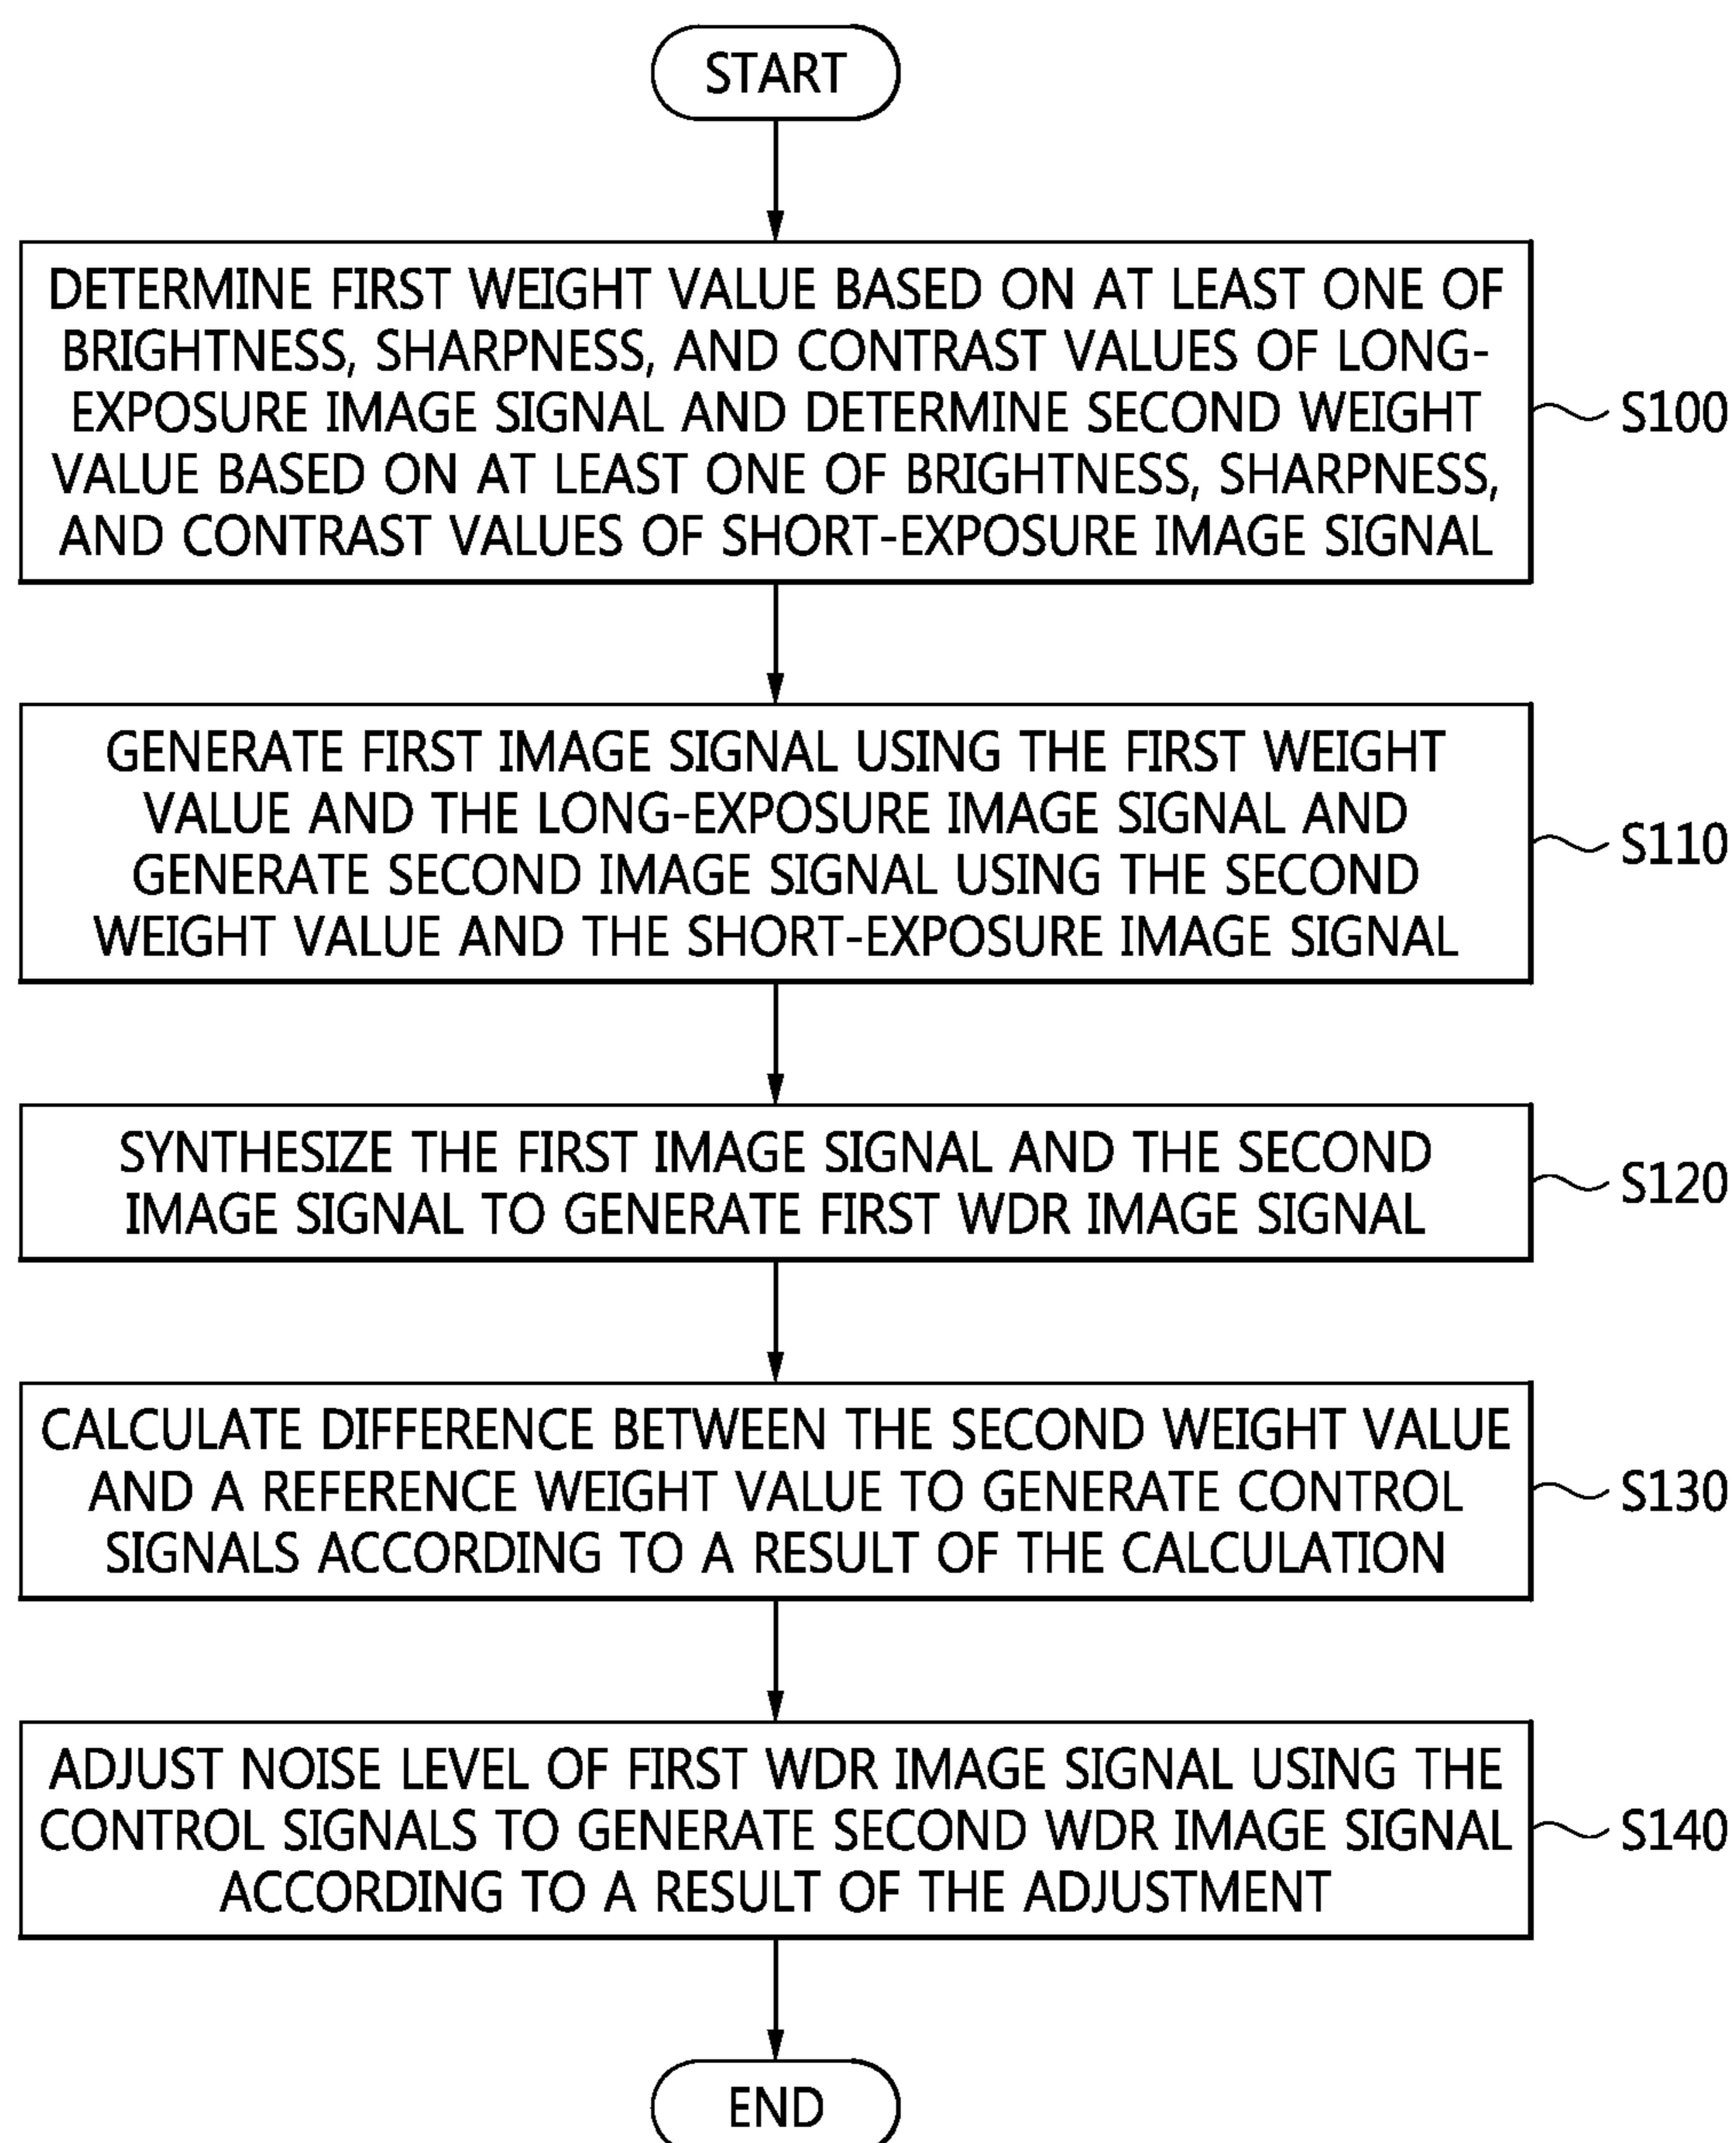 START
DETERMINE FIRST WEIGHT VALUE BASED ON AT LEAST ONE OF
BRIGHTNESS, SHARPNESS, AND CONTRAST VALUES OF LONG-
EXPOSURE IMAGE SIGNAL AND DETERMINE SECOND WEIGHT
VALUE BASED ON AT LEAST ONE OF BRIGHTNESS, SHARPNESS,
AND CONTRAST VALUES OF SHORT-EXPOSURE IMAGE SIGNAL
S100
GENERATE FIRST IMAGE SIGNAL USING THE FIRST WEIGHT
VALUE AND THE LONG-EXPOSURE IMAGE SIGNAL AND
GENERATE SECOND IMAGE SIGNAL USING THE SECOND
WEIGHT VALUE AND THE SHORT-EXPOSURE IMAGE SIGNAL
S110
SYNTHESIZE THE FIRST IMAGE SIGNAL AND THE SECOND
IMAGE SIGNAL TO GENERATE FIRST WDR IMAGE SIGNAL
S120
CALCULATE DIFFERENCE BETWEEN THE SECOND WEIGHT VALUE
AND A REFERENCE WEIGHT VALUE TO GENERATE CONTROL
SIGNALS ACCORDING TO A RESULT OF THE CALCULATION
S130
ADJUST NOISE LEVEL OF FIRST WDR IMAGE SIGNAL USING THE
CONTROL SIGNALS TO GENERATE SECOND WDR IMAGE SIGNAL
ACCORDING TO A RESULT OF THE ADJUSTMENT
S140
END